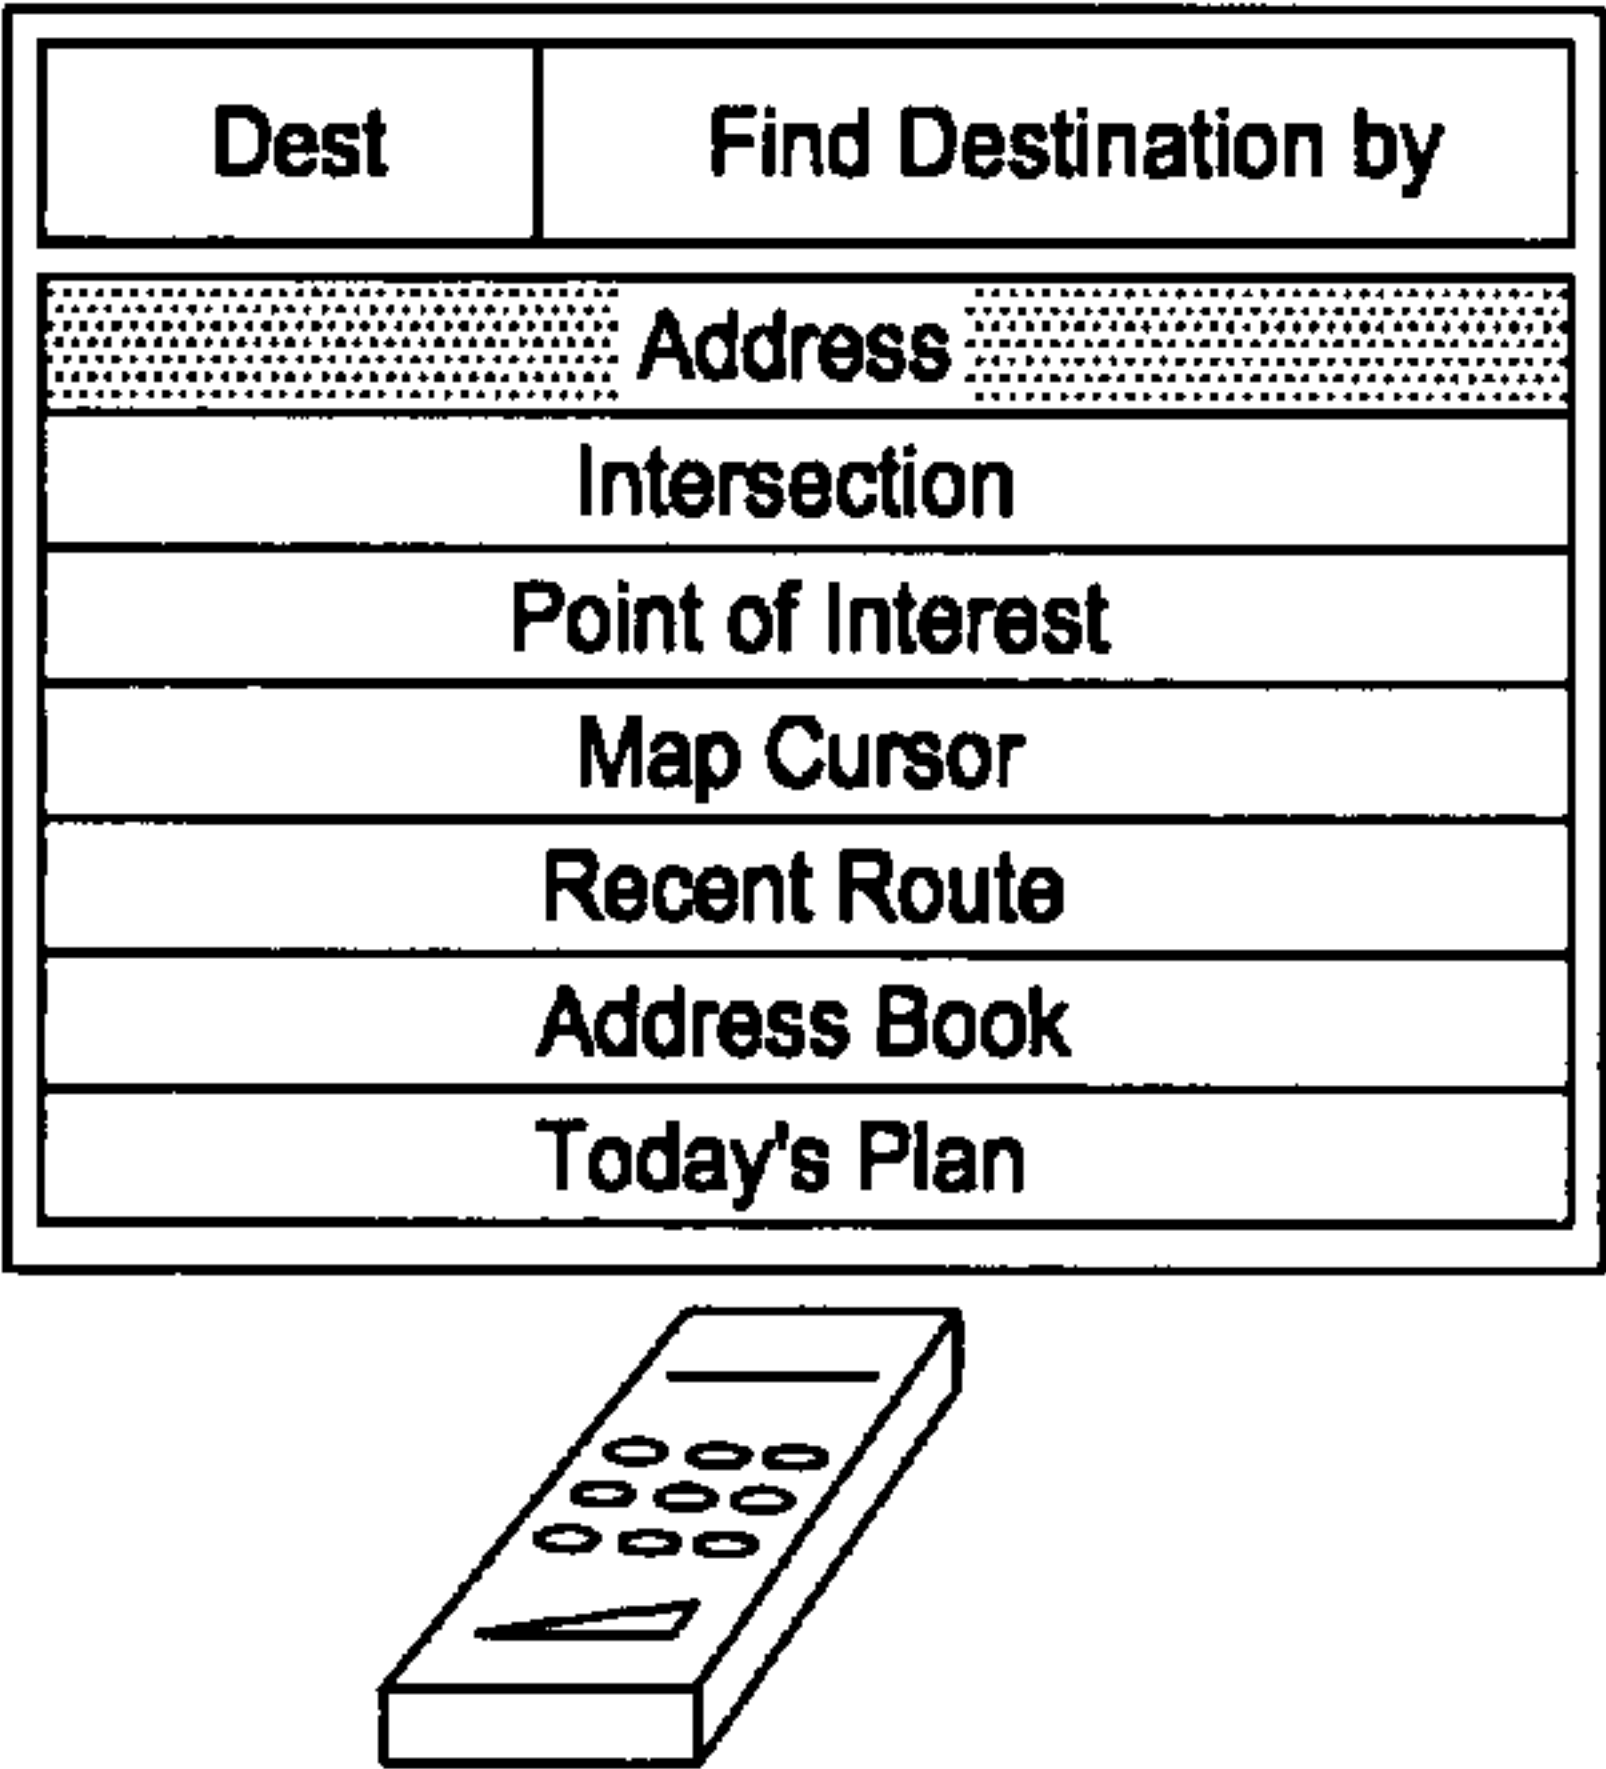 Dest
Find Destination by
Address
Intersection
Point of Interest
Map Cursor
Recent Route
Address Book
Today's Plan